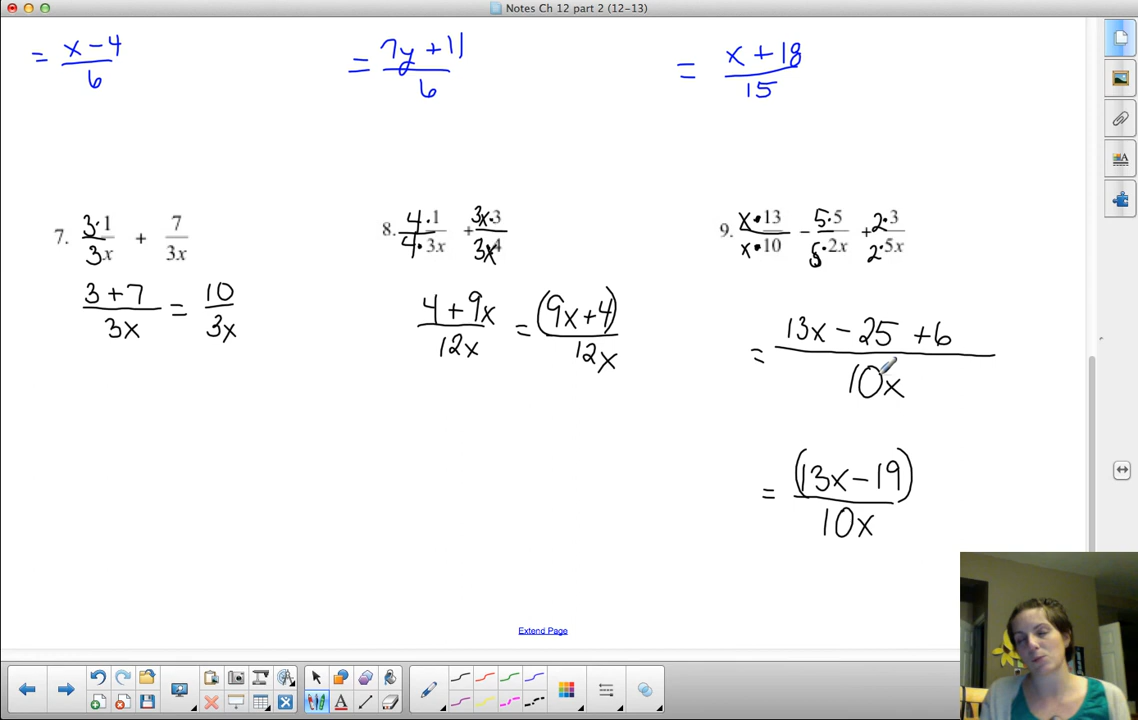 Notes Ch 12 part 2 (12-13)
= x-4 / 6
= 7y+11 / 6
= x+18 / 15
7. 3·1 / 3x + 7 / 3x
3+7 / 3x = 10 / 3x
8. 4·1 / 4·3x + 3x·3 / 3x4
4+9x / 12x = (9x+4) / 12x
9. x·13 / x·10 - 5·5 / 5·2x + 2·3 / 2·5x
= 13x-25+6 / 10x
= (13x-19) / 10x
Extend Page